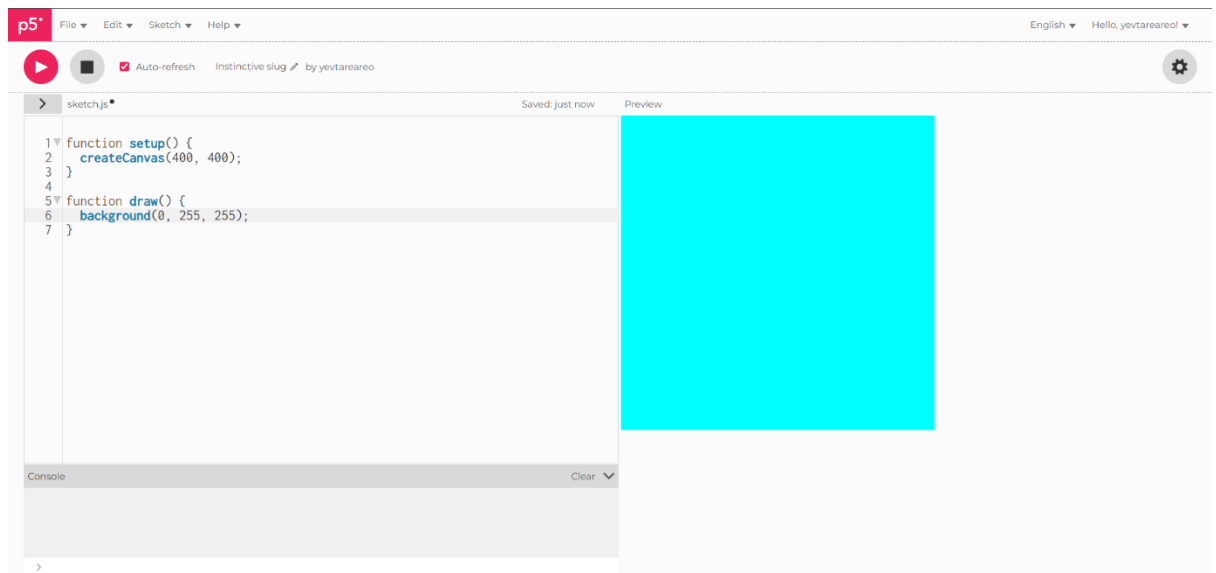 p5* File Edit Sketch Help English Hello, yevtareareo!
Auto-refresh Instinctive slug by yevtareareo
> sketch.js• Saved: just now Preview
1 function setup() {
2 createCanvas(400, 400);
3 }
4
5 function draw() {
6 background(0, 255, 255);
7 }
Console Clear
>